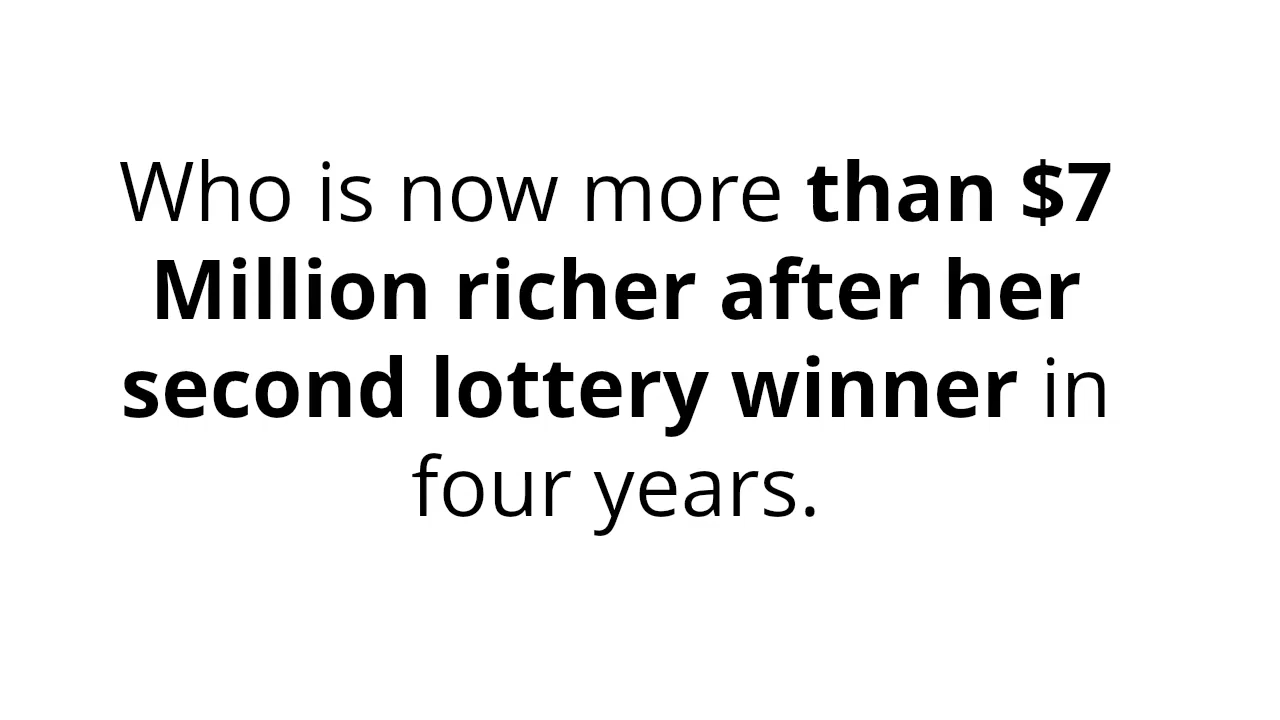 Who is now more than $7
Million richer after her
second lottery winner in
four years.